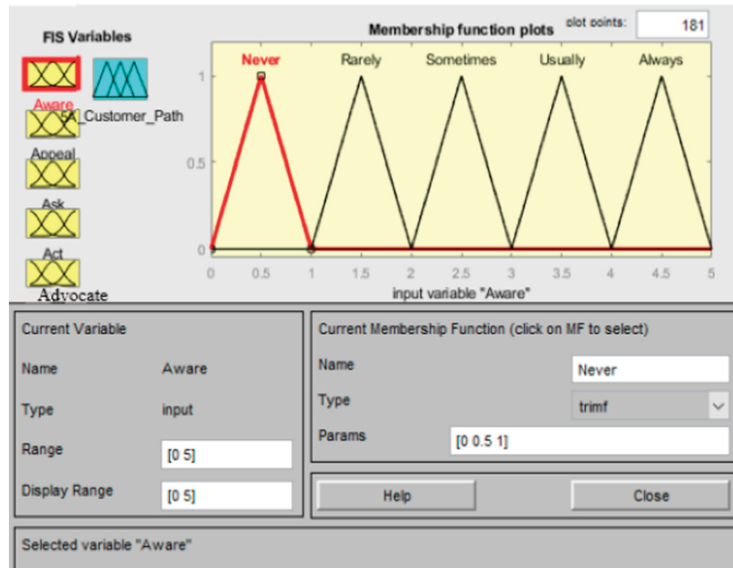 FIS Variables
Membership function plots
plot points:
181
Aware
5A_Customer_Path
Appeal
Ask
Act
Advocate
Never
Rarely
Sometimes
Usually
Always
1
0.5
0
0
0.5
1
1.5
2
2.5
3
3.5
4
4.5
5
input variable "Aware"
Current Variable
Name
Aware
Type
input
Range
[0 5]
Display Range
[0 5]
Current Membership Function (click on MF to select)
Name
Never
Type
trimf
Params
[0 0.5 1]
Help
Close
Selected variable "Aware"